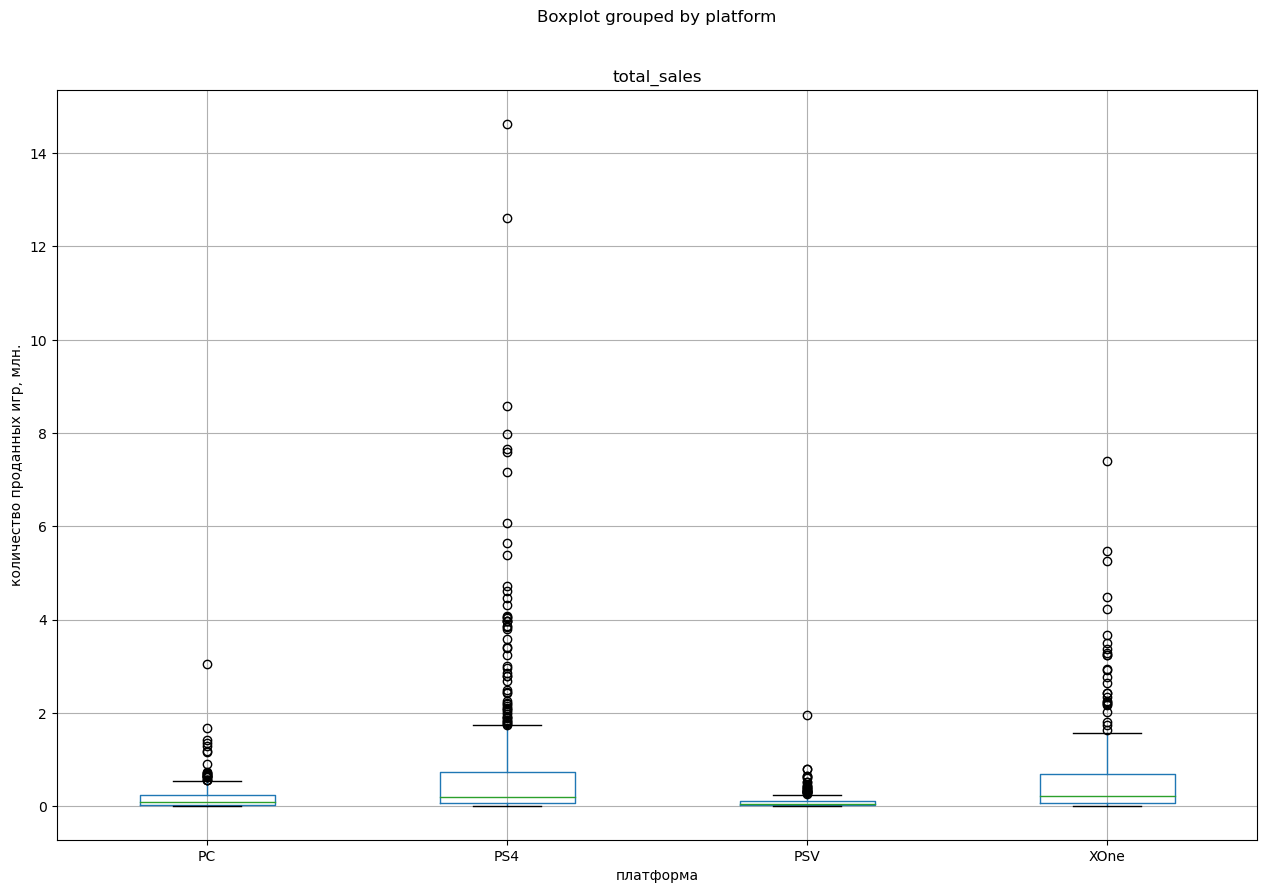 Boxplot grouped by platform
total_sales
количество проданных игр, млн.
14
12
10
8
6
4
2
0
PC PS4 PSV XOne
платформа